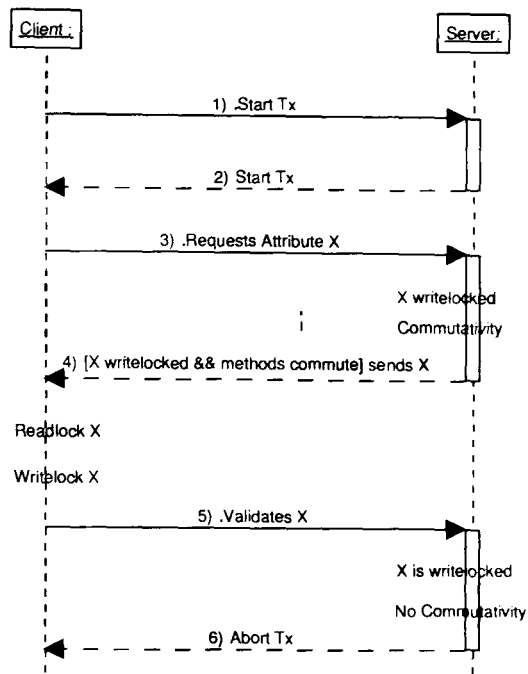 Client :
Server:
1) .Start Tx
2) Start Tx
3) .Requests Attribute X
X writelocked
Commutativity
4) [X writelocked && methods commute] sends X
Readlock X
Writelock X
5) .Validates X
X is writelocked
No Commutativity
6) Abort Tx